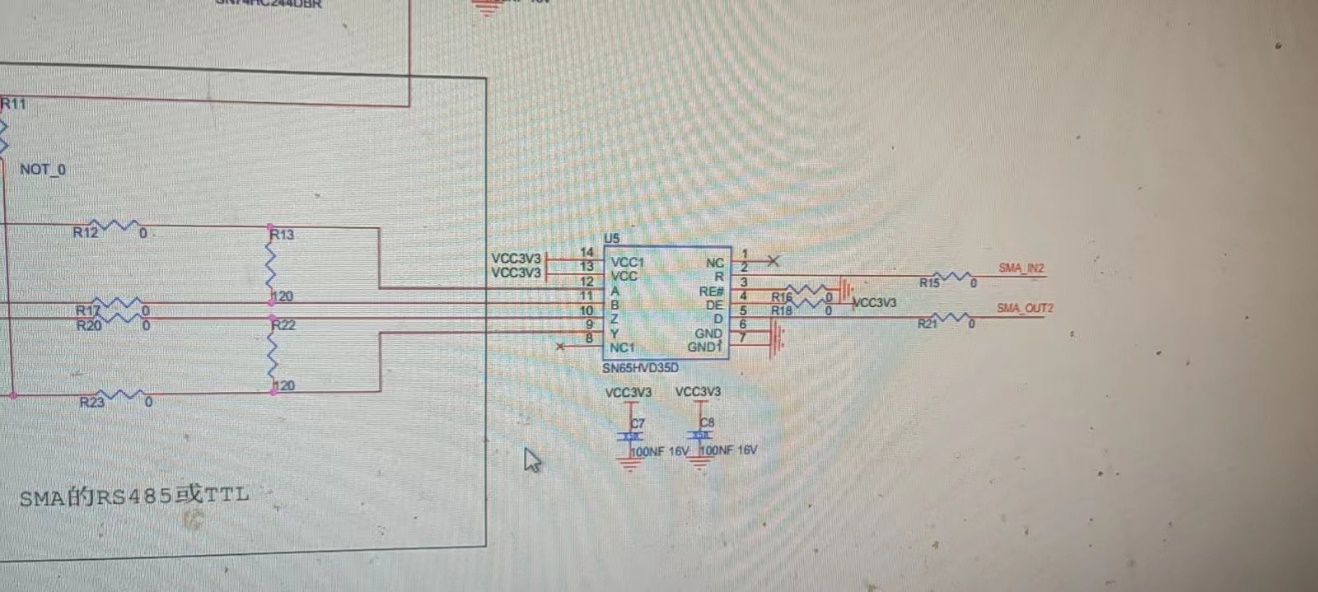 SN74HC244DBR
R11
NOT_0
R12 0
R13
120
R17 0
R20 0
R22
120
R23 0
SMA的RS485或TTL
U5
VCC3V3 14 VCC1 NC 1
VCC3V3 13 VCC R 2
12 A RE# 3
11 B DE 4
10 Z D 5
9 Y GND 6
8 NC1 GND1 7
SN65HVD35D
R16 0
R18 0
VCC3V3
R15 0 SMA_IN2
R21 0 SMA_OUT2
VCC3V3 VCC3V3
C7 C8
100NF 16V 100NF 16V